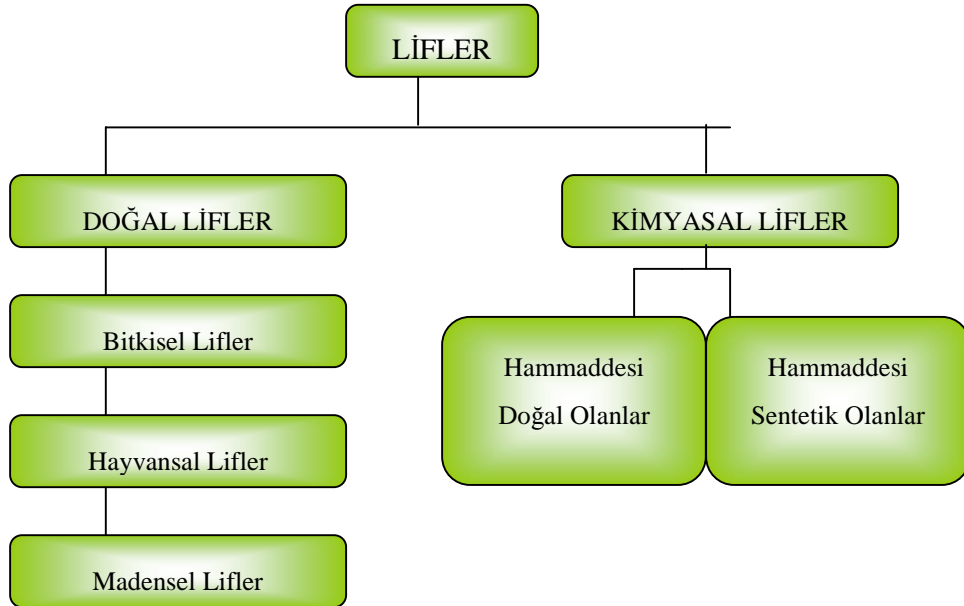 LİFLER
DOĞAL LİFLER
KİMYASAL LİFLER
Bitkisel Lifler
Hayvansal Lifler
Madensel Lifler
Hammaddesi
Doğal Olanlar
Hammaddesi
Sentetik Olanlar